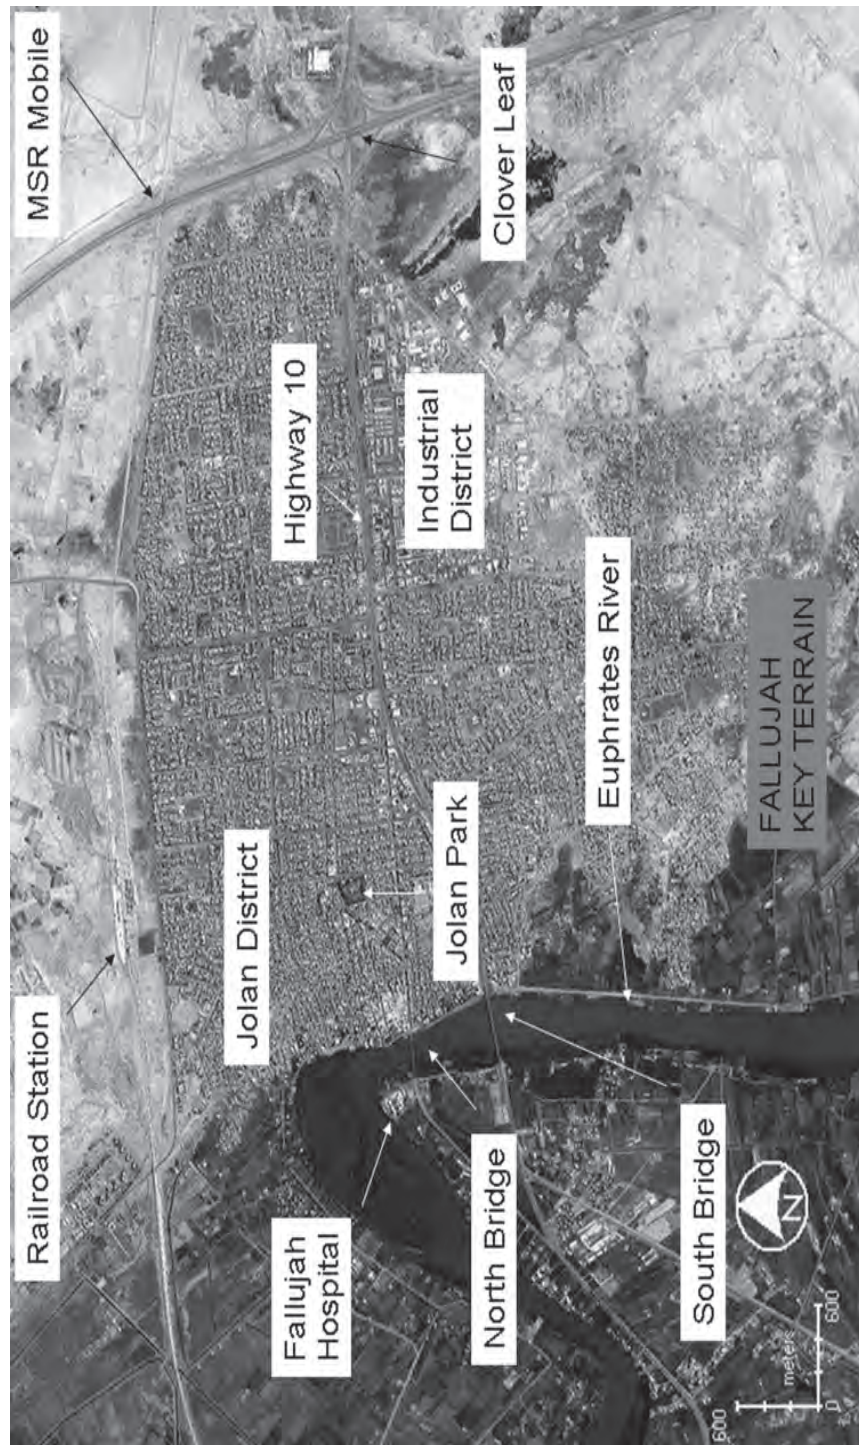 Railroad Station
MSR Mobile
Jolan District
Highway 10
Clover Leaf
Fallujah
Hospital
Jolan Park
Industrial
District
North Bridge
Euphrates River
South Bridge
FALLUJAH
KEY TERRAIN
N
600
meters
0
600